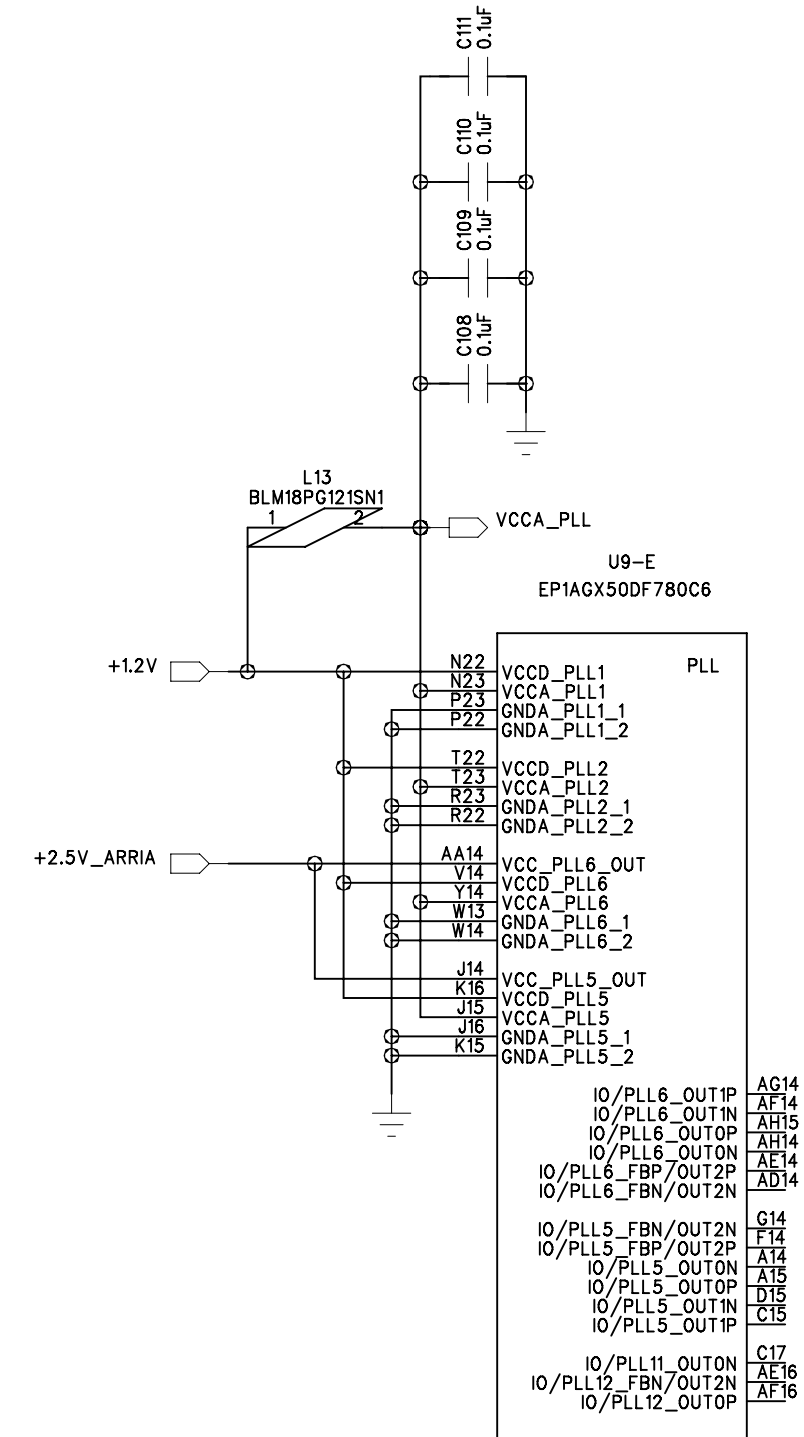 C111
0.1uF
C110
0.1uF
C109
0.1uF
C108
0.1uF
L13
BLM18PG121SN1
1
2
VCCA_PLL
U9-E
EP1AGX50DF780C6
+1.2V
PLL
N22 VCCD_PLL1
N23 VCCA_PLL1
P23 GNDA_PLL1_1
P22 GNDA_PLL1_2
T22 VCCD_PLL2
T23 VCCA_PLL2
R23 GNDA_PLL2_1
R22 GNDA_PLL2_2
+2.5V_ARRIA
AA14 VCC_PLL6_OUT
V14 VCCD_PLL6
Y14 VCCA_PLL6
W13 GNDA_PLL6_1
W14 GNDA_PLL6_2
J14 VCC_PLL5_OUT
K16 VCCD_PLL5
J15 VCCA_PLL5
J16 GNDA_PLL5_1
K15 GNDA_PLL5_2
IO/PLL6_OUT1P AG14
IO/PLL6_OUT1N AF14
IO/PLL6_OUT0P AH15
IO/PLL6_OUT0N AH14
IO/PLL6_FBP/OUT2P AE14
IO/PLL6_FBN/OUT2N AD14
IO/PLL5_FBN/OUT2N G14
IO/PLL5_FBP/OUT2P F14
IO/PLL5_OUT0N A14
IO/PLL5_OUT0P A15
IO/PLL5_OUT1N D15
IO/PLL5_OUT1P C15
IO/PLL11_OUT0N C17
IO/PLL12_FBN/OUT2N AE16
IO/PLL12_OUT0P AF16